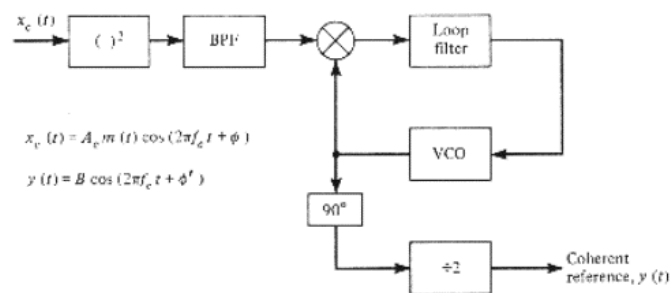 x_c (t)
( )²
BPF
Loop
filter
x_c (t) = A_c m (t) cos (2πf_c t + ϕ)
VCO
y (t) = B cos (2πf_c t + ϕ′)
90°
÷2
Coherent
reference, y (t)